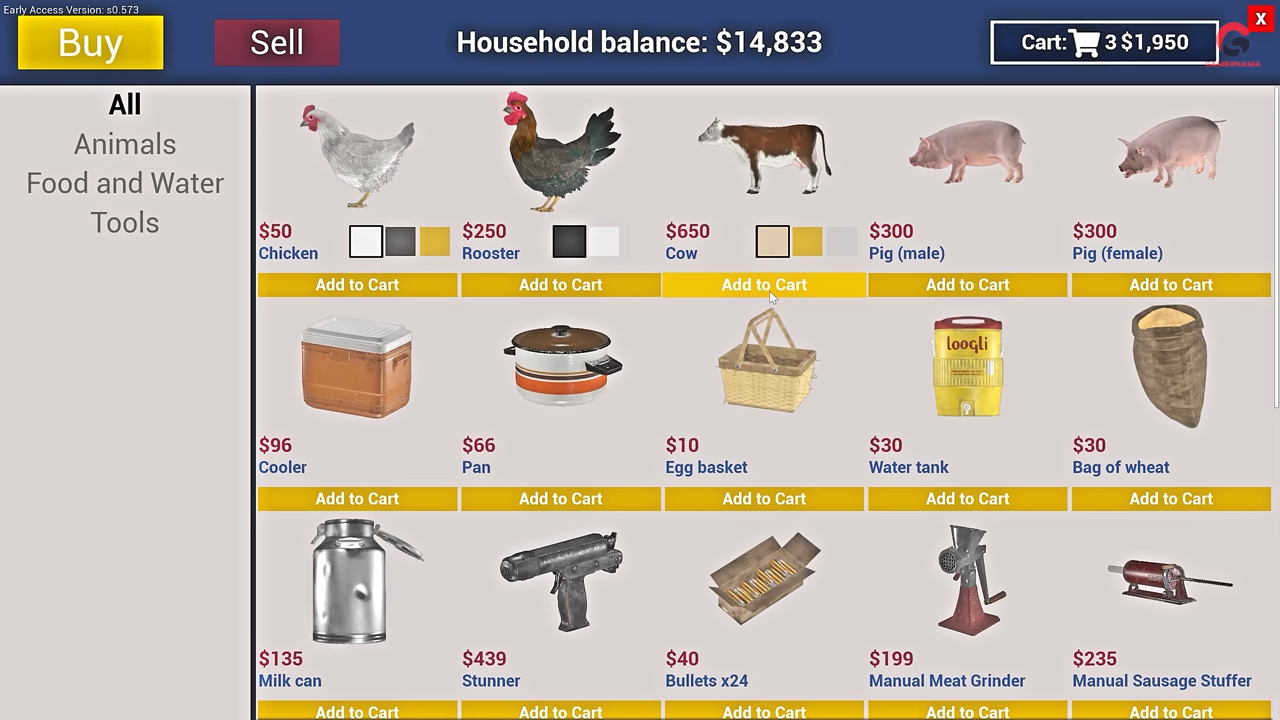 Early Access Version: s0.573
Buy
Sell
Household balance: $14,833
Cart: 3 $1,950
X
GAMERNAMA
All
Animals
Food and Water
Tools
$50
Chicken
$250
Rooster
$650
Cow
$300
Pig (male)
$300
Pig (female)
Add to Cart
Add to Cart
Add to Cart
Add to Cart
Add to Cart
loogli
$96
Cooler
$66
Pan
$10
Egg basket
$30
Water tank
$30
Bag of wheat
Add to Cart
Add to Cart
Add to Cart
Add to Cart
Add to Cart
$135
Milk can
$439
Stunner
$40
Bullets x24
$199
Manual Meat Grinder
$235
Manual Sausage Stuffer
Add to Cart
Add to Cart
Add to Cart
Add to Cart
Add to Cart